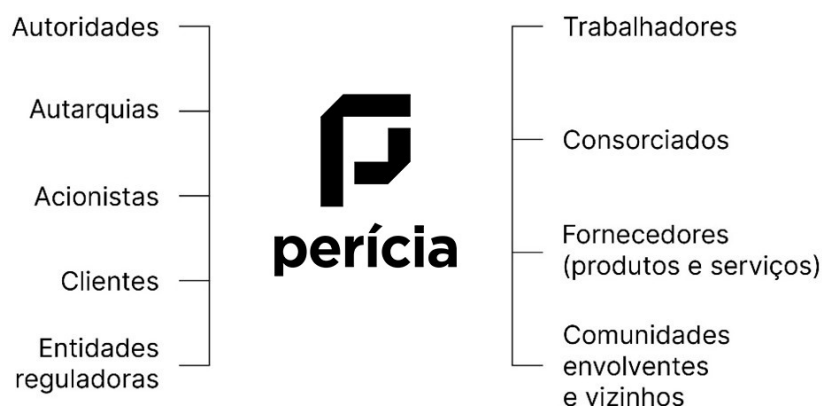 Autoridades
Autarquias
Acionistas
Clientes
Entidades
reguladoras
perícia
Trabalhadores
Consorciados
Fornecedores
(produtos e serviços)
Comunidades
envolventes
e vizinhos